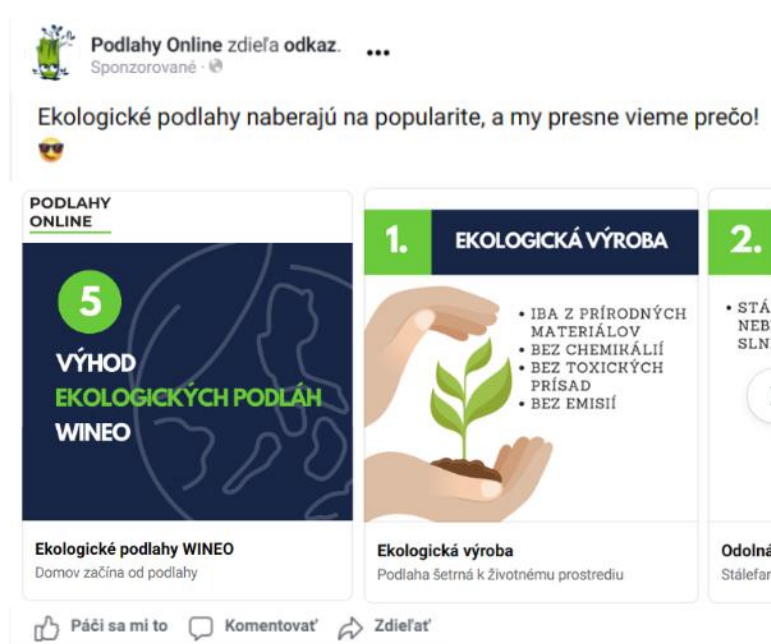 Podlahy Online zdieľa odkaz.
Sponzorované
Ekologické podlahy naberajú na popularite, a my presne vieme prečo!
PODLAHY
ONLINE
5
VÝHOD
EKOLOGICKÝCH PODLÁH
WINEO
Ekologické podlahy WINEO
Domov začína od podlahy
1. EKOLOGICKÁ VÝROBA
• IBA Z PRÍRODNÝCH
MATERIÁLOV
• BEZ CHEMIKÁLIÍ
• BEZ TOXICKÝCH
PRÍSAD
• BEZ EMISIÍ
Ekologická výroba
Podlaha šetrná k životnému prostrediu
2.
Páči sa mi to Komentovať Zdieľať